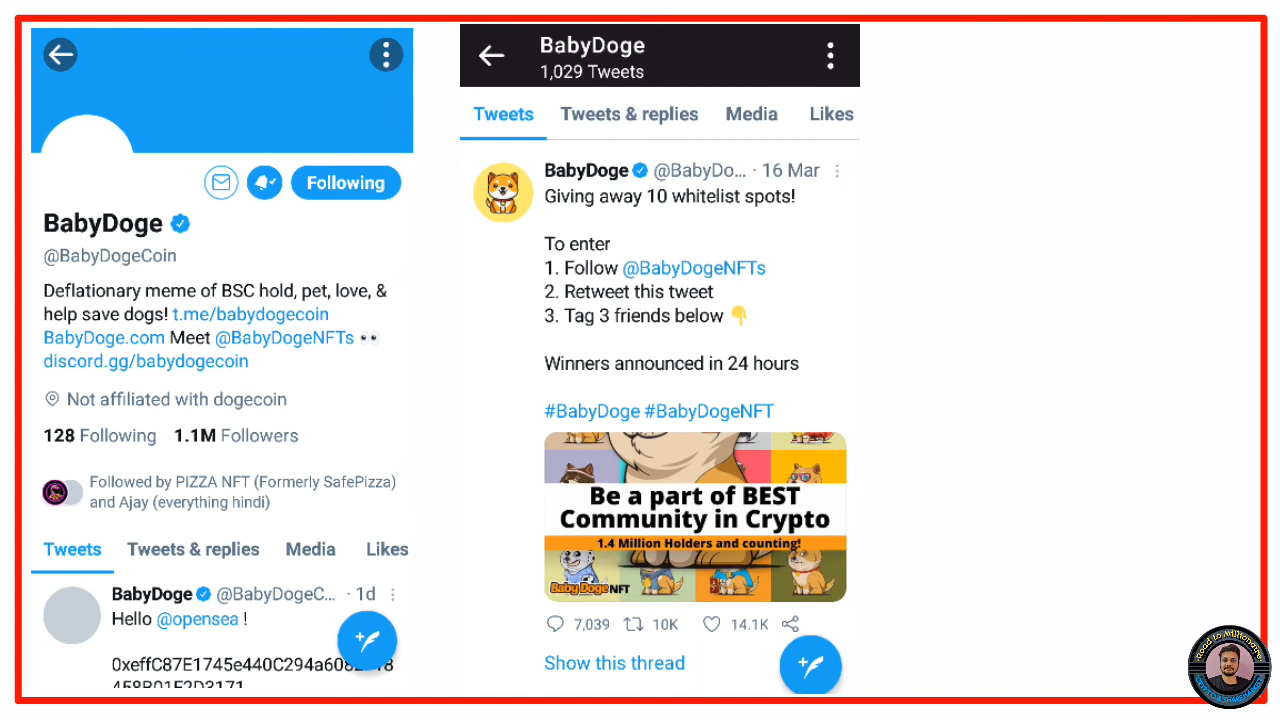 BabyDoge
@BabyDogeCoin
Following
Deflationary meme of BSC hold, pet, love, &
help save dogs! t.me/babydogecoin
BabyDoge.com Meet @BabyDogeNFTs 👀
discord.gg/babydogecoin
Not affiliated with dogecoin
128 Following 1.1M Followers
Followed by PIZZA NFT (Formerly SafePizza)
and Ajay (everything hindi)
Tweets Tweets & replies Media Likes
BabyDoge @BabyDogeC... · 1d
Hello @opensea !
BabyDoge
1,029 Tweets
Tweets Tweets & replies Media Likes
BabyDoge @BabyDo... · 16 Mar
Giving away 10 whitelist spots!
To enter
1. Follow @BabyDogeNFTs
2. Retweet this tweet
3. Tag 3 friends below 👇
Winners announced in 24 hours
#BabyDoge #BabyDogeNFT
Be a part of BEST
Community in Crypto
1.4 Million Holders and counting!
Baby Doge NFT
7,039 10K 14.1K
Show this thread
Road to Millionaire